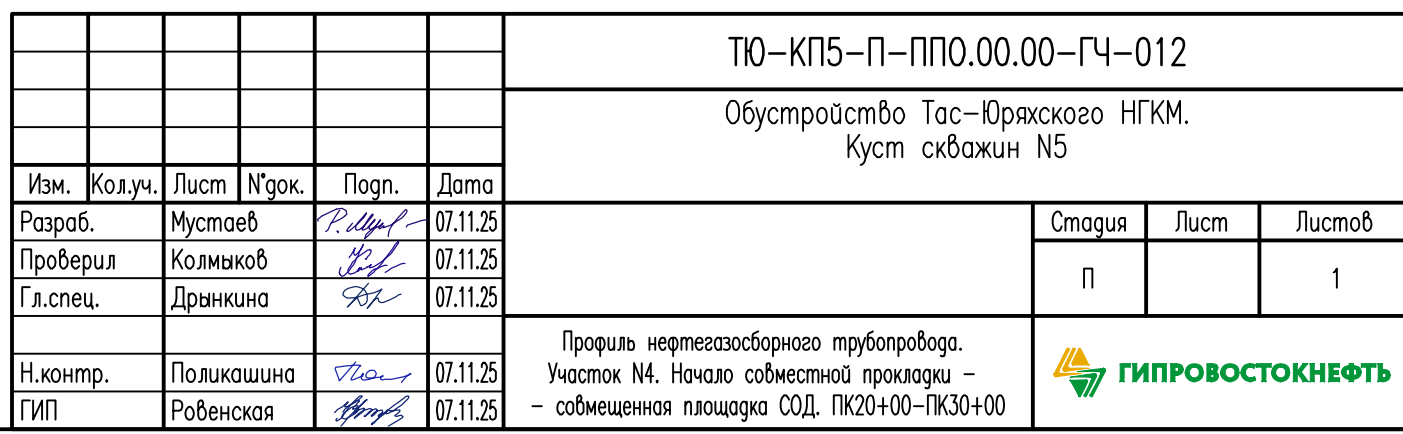 ТЮ-КП5-П-ППО.00.00-ГЧ-012
Обустройство Тас-Юряхского НГКМ.
Куст скважин N5
Изм. Кол.уч. Лист N°док. Подп. Дата
Разраб. Мустаев 07.11.25
Проверил Колмыков 07.11.25
Гл.спец. Дрынкина 07.11.25
Н.контр. Поликашина 07.11.25
ГИП Ровенская 07.11.25
Стадия Лист Листов
П 1
Профиль нефтегазосборного трубопровода.
Участок N4. Начало совместной прокладки -
- совмещенная площадка СОД. ПК20+00-ПК30+00
ГИПРОВОСТОКНЕФТЬ